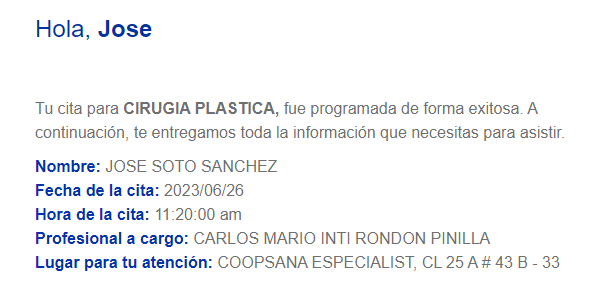 Hola, Jose
Tu cita para CIRUGIA PLASTICA, fue programada de forma exitosa. A
continuación, te entregamos toda la información que necesitas para asistir.
Nombre: JOSE SOTO SANCHEZ
Fecha de la cita: 2023/06/26
Hora de la cita: 11:20:00 am
Profesional a cargo: CARLOS MARIO INTI RONDON PINILLA
Lugar para tu atención: COOPSANA ESPECIALIST, CL 25 A # 43 B - 33